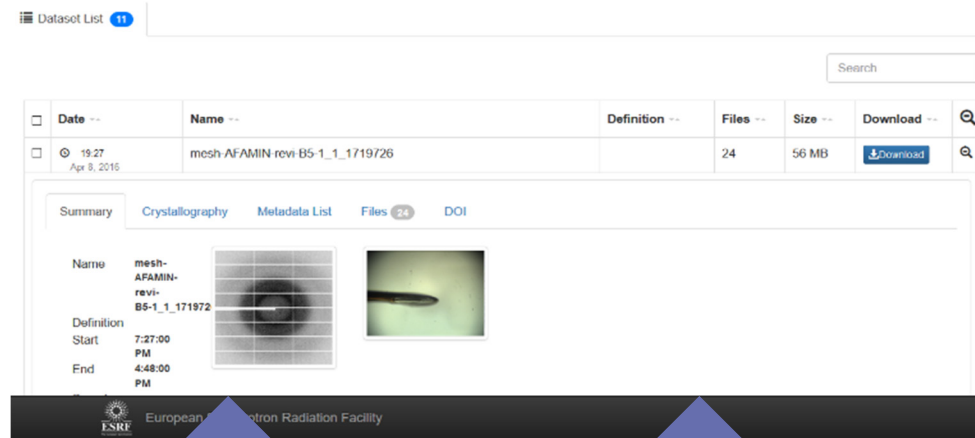 Dataset List 11
Search
Date Name Definition Files Size Download
19:27 mesh-AFAMIN-revi-B5-1_1_1719726 24 56 MB Download
Apr 8, 2016
Summary Crystallography Metadata List Files 24 DOI
Name mesh-
AFAMIN-
revi-
B5-1_1_171972
Definition
Start 7:27:00
PM
End 4:48:00
PM
ESRF European Radiation Facility